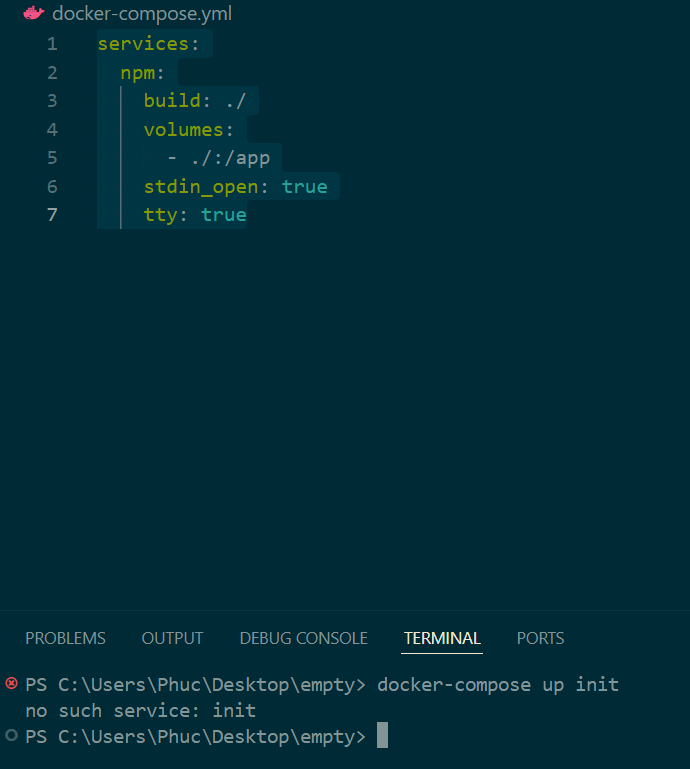 docker-compose.yml
1 services:
2 npm:
3 build: ./
4 volumes:
5 - ./:/app
6 stdin_open: true
7 tty: true
PROBLEMS OUTPUT DEBUG CONSOLE TERMINAL PORTS
PS C:\Users\Phuc\Desktop\empty> docker-compose up init
no such service: init
PS C:\Users\Phuc\Desktop\empty>